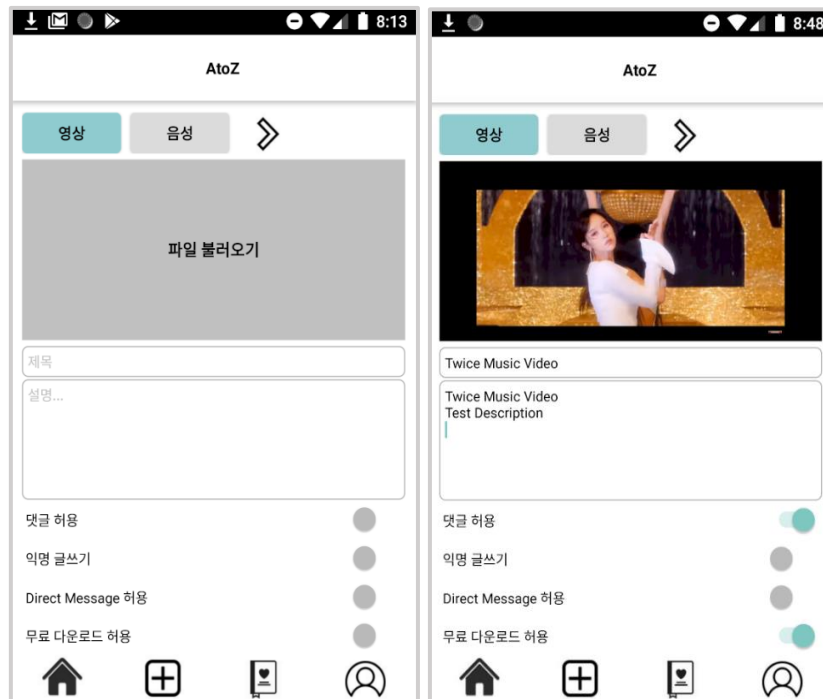 8:13
AtoZ
영상
음성
파일 불러오기
제목
설명...
댓글 허용
익명 글쓰기
Direct Message 허용
무료 다운로드 허용
8:48
AtoZ
영상
음성
Twice Music Video
Twice Music Video
Test Description
댓글 허용
익명 글쓰기
Direct Message 허용
무료 다운로드 허용